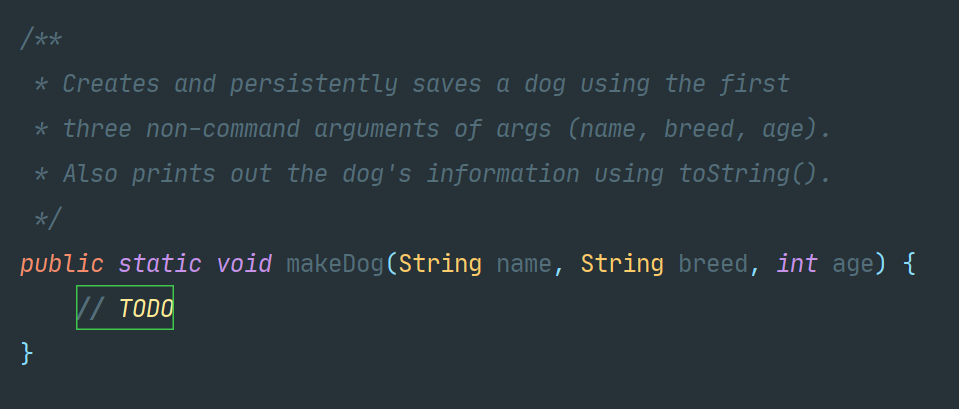 /**
 * Creates and persistently saves a dog using the first
 * three non-command arguments of args (name, breed, age).
 * Also prints out the dog's information using toString().
 */
public static void makeDog(String name, String breed, int age) {
    // TODO
}